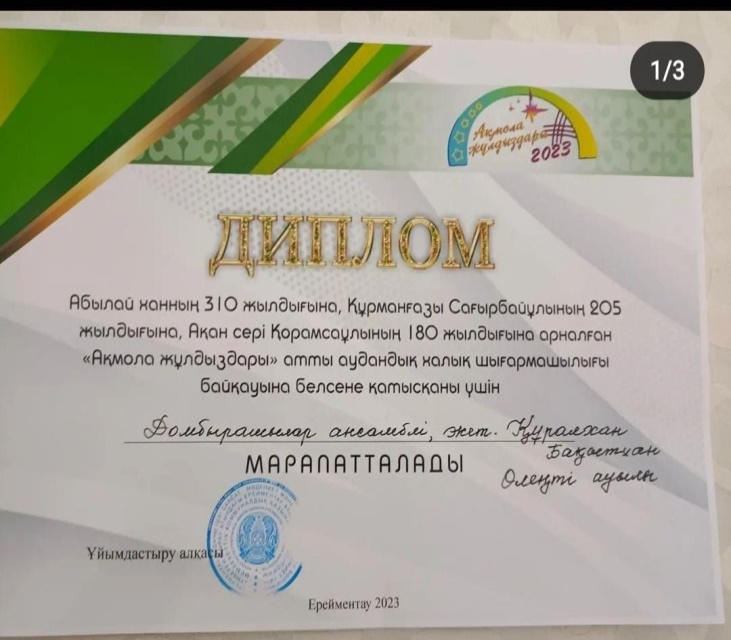 1/3
Ақмола
жұлдыздары
2023
ДИПЛОМ
Абылай ханның 310 жылдығына, Құрманғазы Сағырбайұлының 205
жылдығына, Ақан сері Қорамсаұлының 180 жылдығына арналған
«Ақмола жұлдыздары» атты аудандық халық шығармашылығы
байқауына белсене қатысқаны үшін
Домбырашылар ансамблі, жет. Құралхан
Бақытжан
МАРАПАТТАЛАДЫ
Өлеңті ауылы
Ұйымдастыру алқасы
Ерейментау 2023